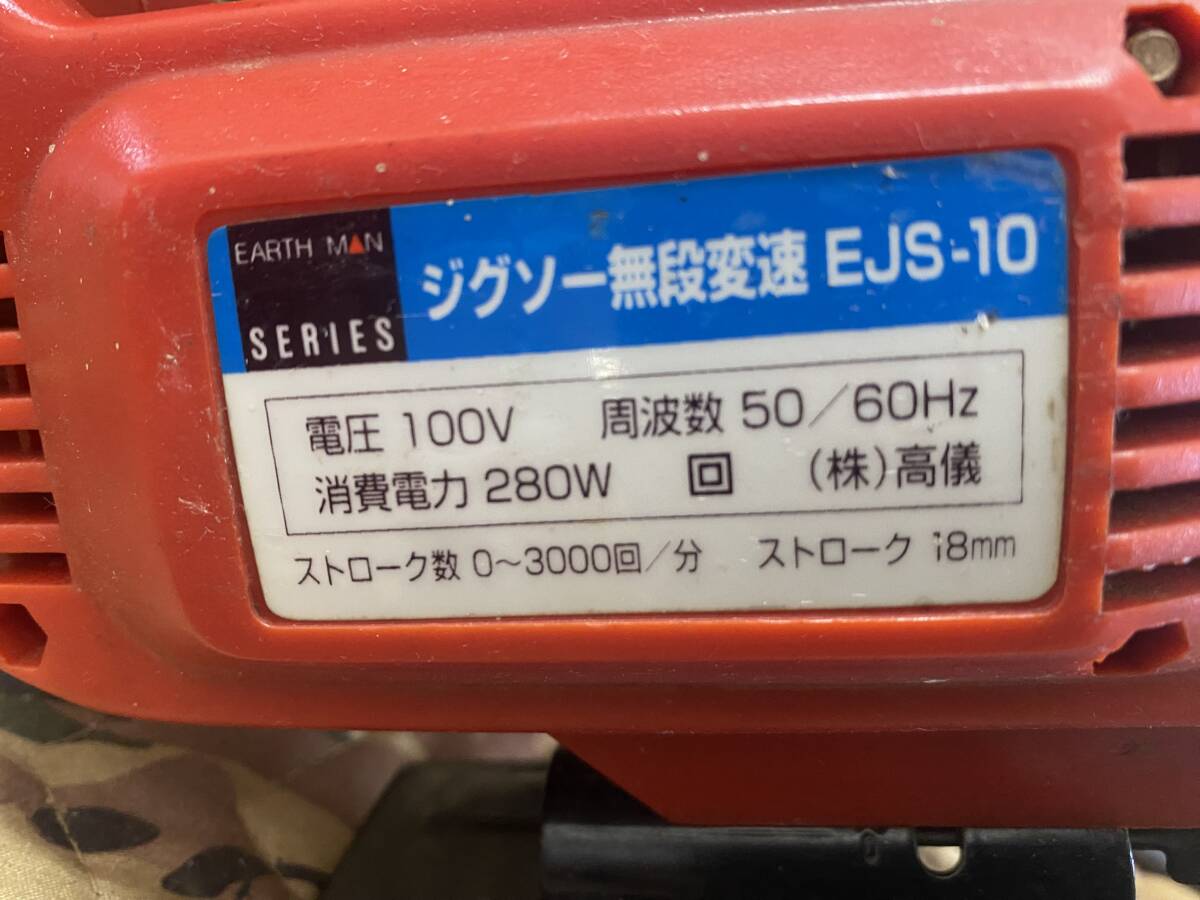 EARTH MAN
SERIES
ジグソー無段変速 EJS-10
電圧 100V 周波数 50/60Hz
消費電力 280W 回 (株)高儀
ストローク数 0~3000回/分 ストローク 18mm